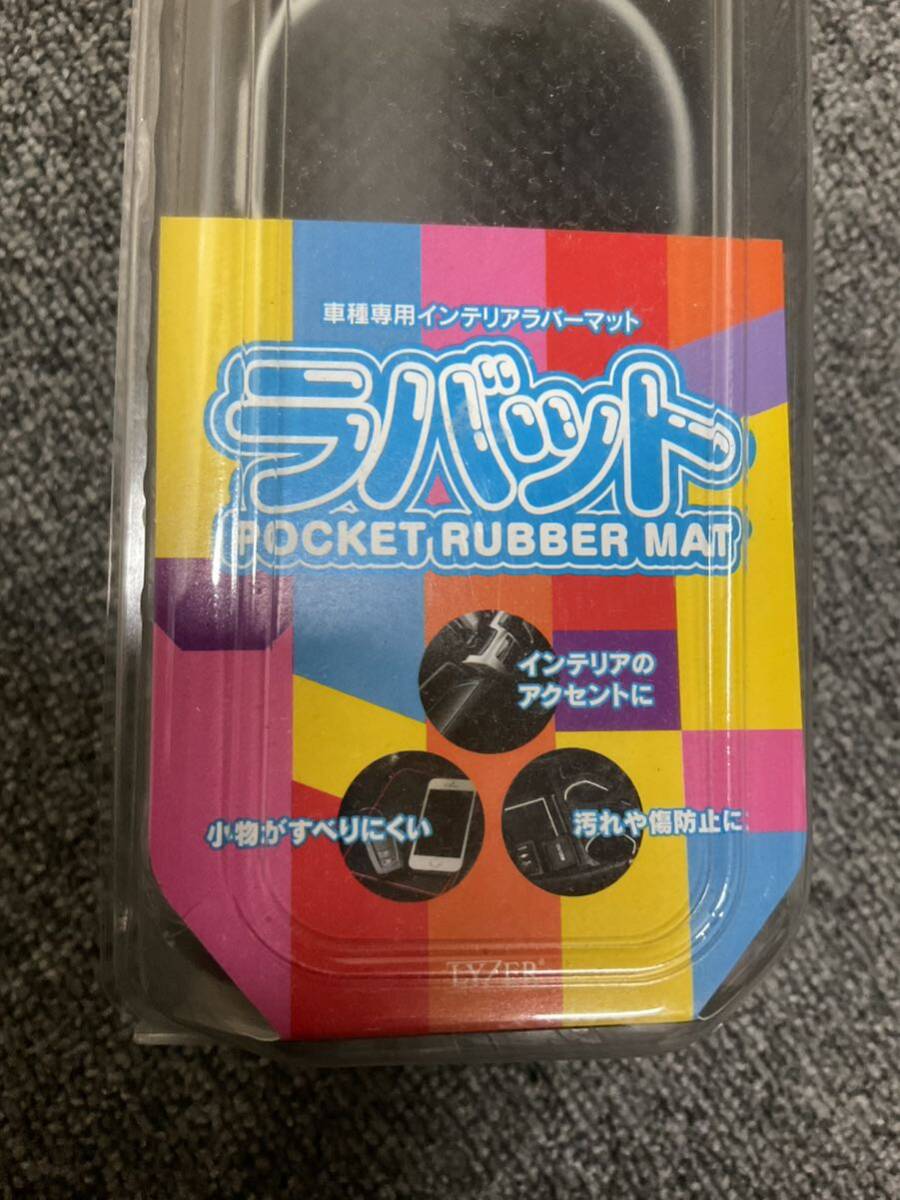 車種専用インテリアラバーマット
ラバット
POCKET RUBBER MAT
インテリアの
アクセントに
小物がすべりにくい
汚れや傷防止に
LYZER